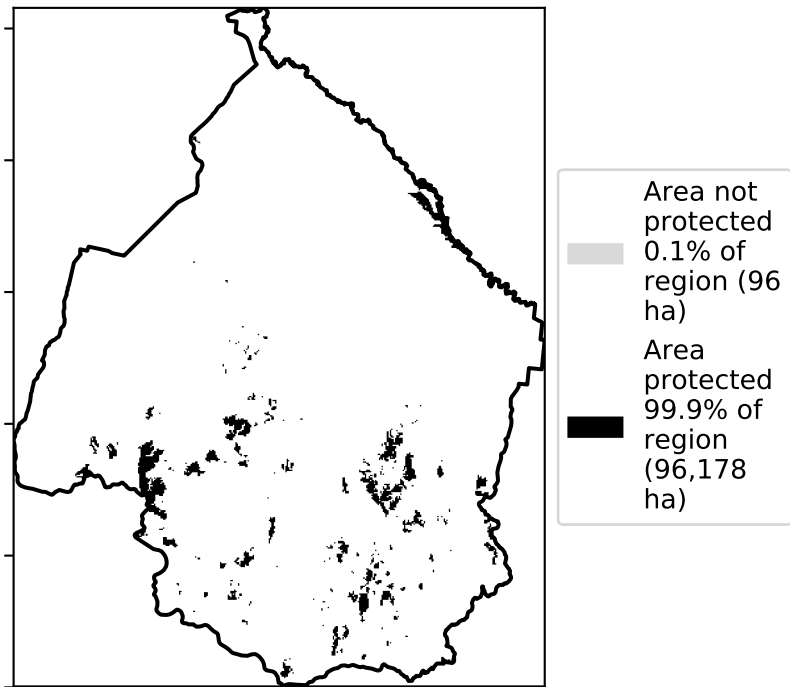 Area not
protected
0.1% of
region (96
ha)
Area
protected
99.9% of
region
(96,178
ha)